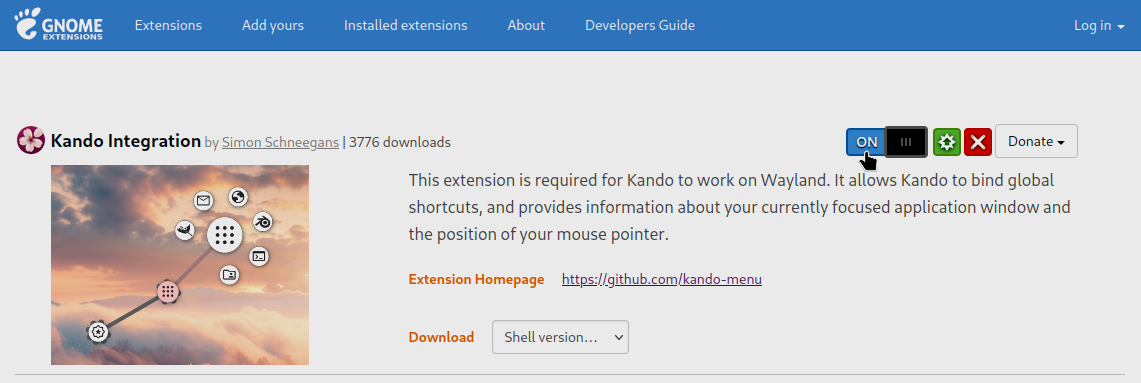 GNOME
EXTENSIONS
Extensions
Add yours
Installed extensions
About
Developers Guide
Log in
Kando Integration by Simon Schneegans | 3776 downloads
ON
Donate
This extension is required for Kando to work on Wayland. It allows Kando to bind global
shortcuts, and provides information about your currently focused application window and
the position of your mouse pointer.
Extension Homepage https://github.com/kando-menu
Download Shell version...